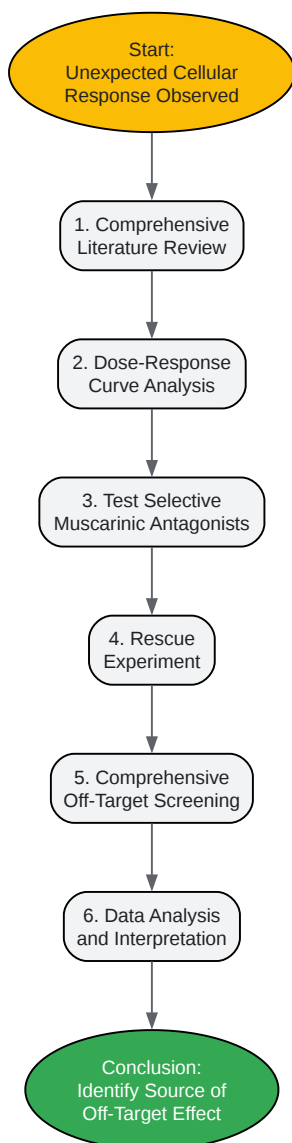 Start:
Unexpected Cellular
Response Observed
1. Comprehensive
Literature Review
2. Dose-Response
Curve Analysis
3. Test Selective
Muscarinic Antagonists
4. Rescue
Experiment
5. Comprehensive
Off-Target Screening
6. Data Analysis
and Interpretation
Conclusion:
Identify Source of
Off-Target Effect